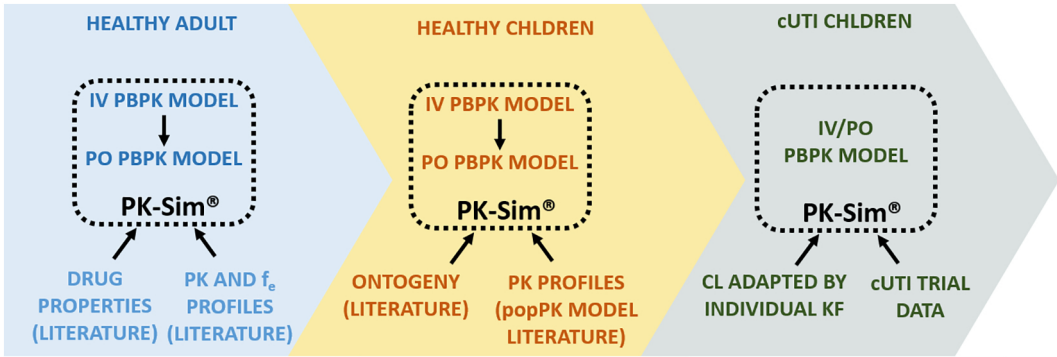 HEALTHY ADULT
IV PBPK MODEL
PO PBPK MODEL
PK-Sim®
DRUG
PROPERTIES
(LITERATURE)
PK AND fe
PROFILES
(LITERATURE)
HEALTHY CHLDREN
IV PBPK MODEL
PO PBPK MODEL
PK-Sim®
ONTOGENY
(LITERATURE)
PK PROFILES
(popPK MODEL
LITERATURE)
cUTI CHLDREN
IV/PO
PBPK MODEL
PK-Sim®
CL ADAPTED BY
INDIVIDUAL KF
cUTI TRIAL
DATA